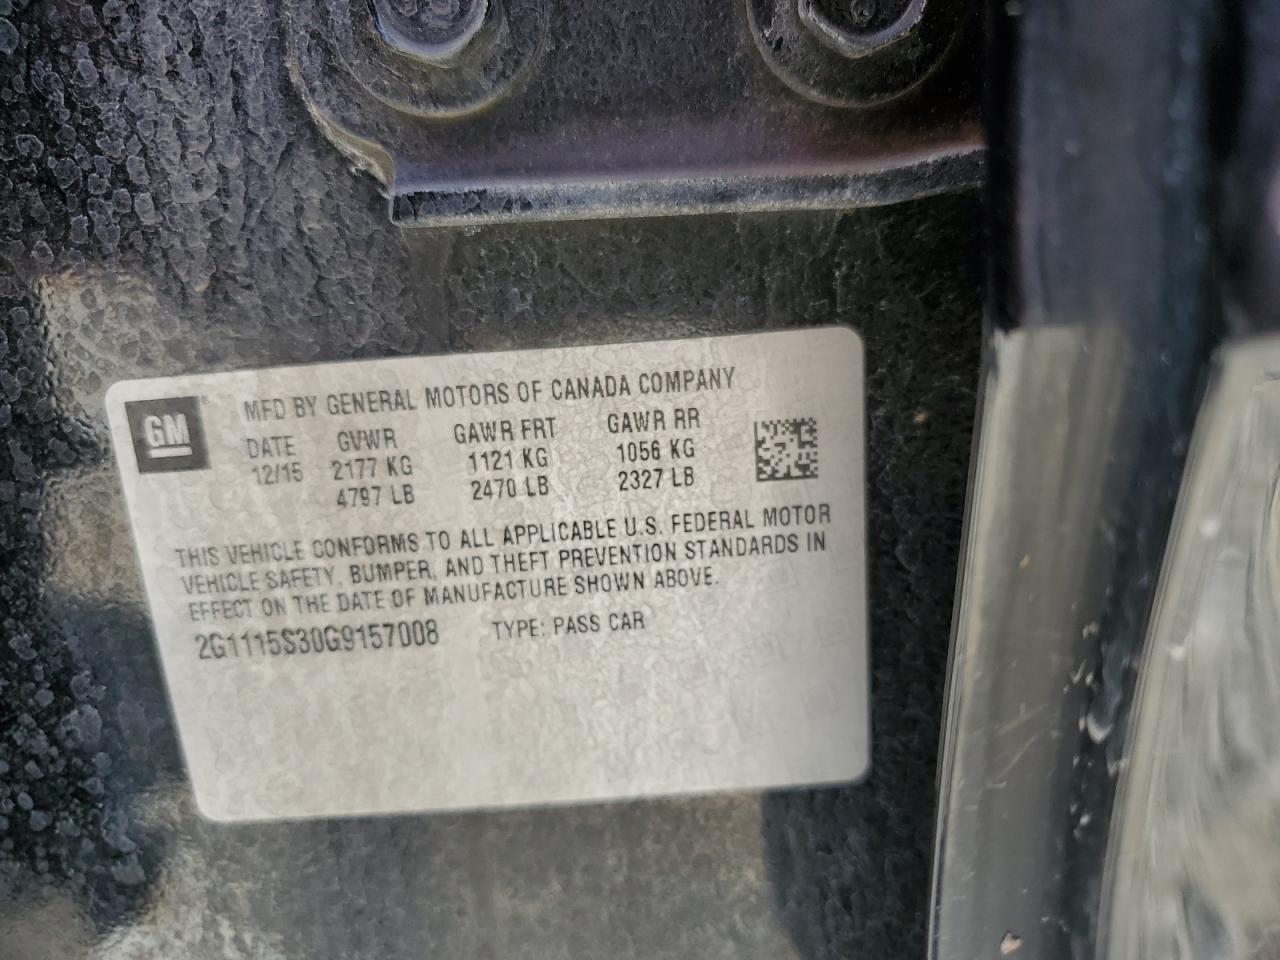 GM
MFD BY GENERAL MOTORS OF CANADA COMPANY
DATE GVWR GAWR FRT GAWR RR
12/15 2177 KG 1121 KG 1056 KG
4797 LB 2470 LB 2327 LB
THIS VEHICLE CONFORMS TO ALL APPLICABLE U.S. FEDERAL MOTOR
VEHICLE SAFETY, BUMPER, AND THEFT PREVENTION STANDARDS IN
EFFECT ON THE DATE OF MANUFACTURE SHOWN ABOVE.
2G1115S30G9157008 TYPE: PASS CAR